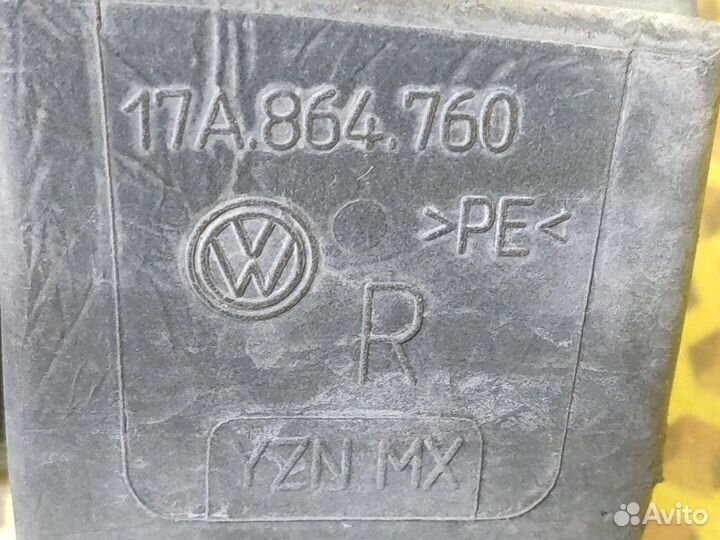 17A.864.760
VW >PE<
R
YZN MX
Avito